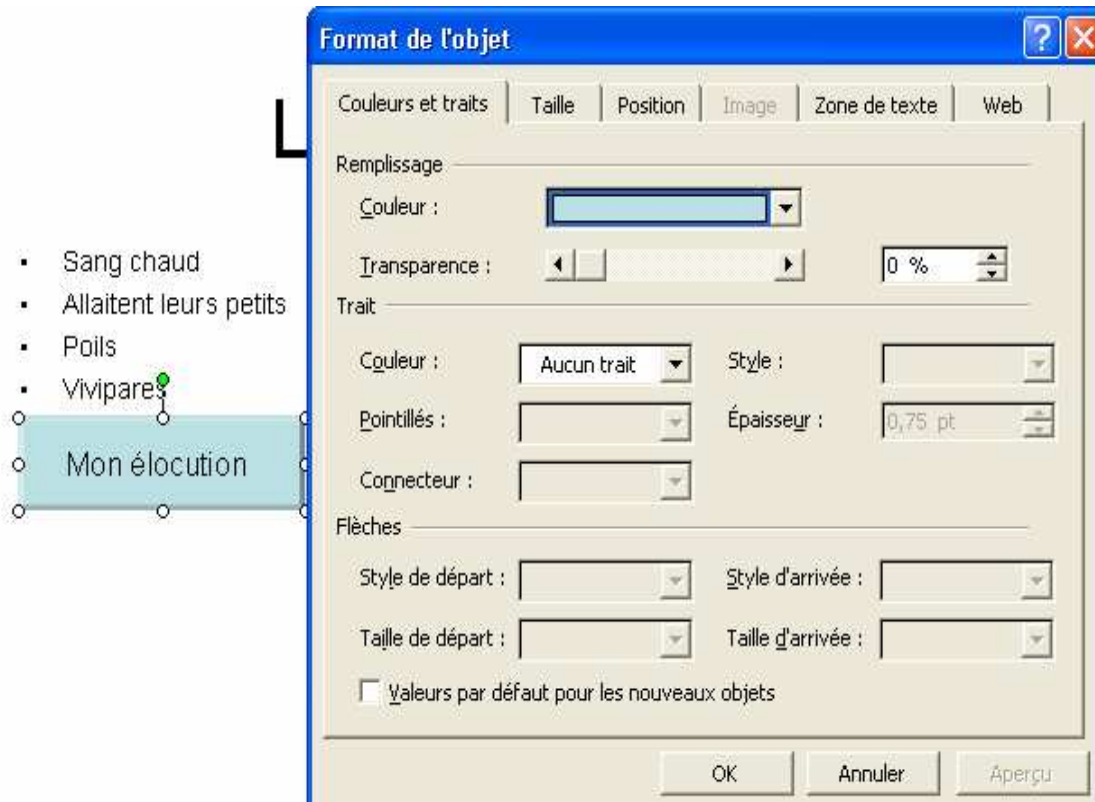 Format de l'objet
Couleurs et traits Taille Position Image Zone de texte Web
Remplissage
Couleur :
Transparence : 0 %
Trait
Couleur : Aucun trait Style :
Pointillés : Épaisseur : 0,75 pt
Connecteur :
Flèches
Style de départ : Style d'arrivée :
Taille de départ : Taille d'arrivée :
Valeurs par défaut pour les nouveaux objets
OK Annuler Aperçu
Sang chaud
Allaitent leurs petits
Poils
Vivipares
Mon élocution